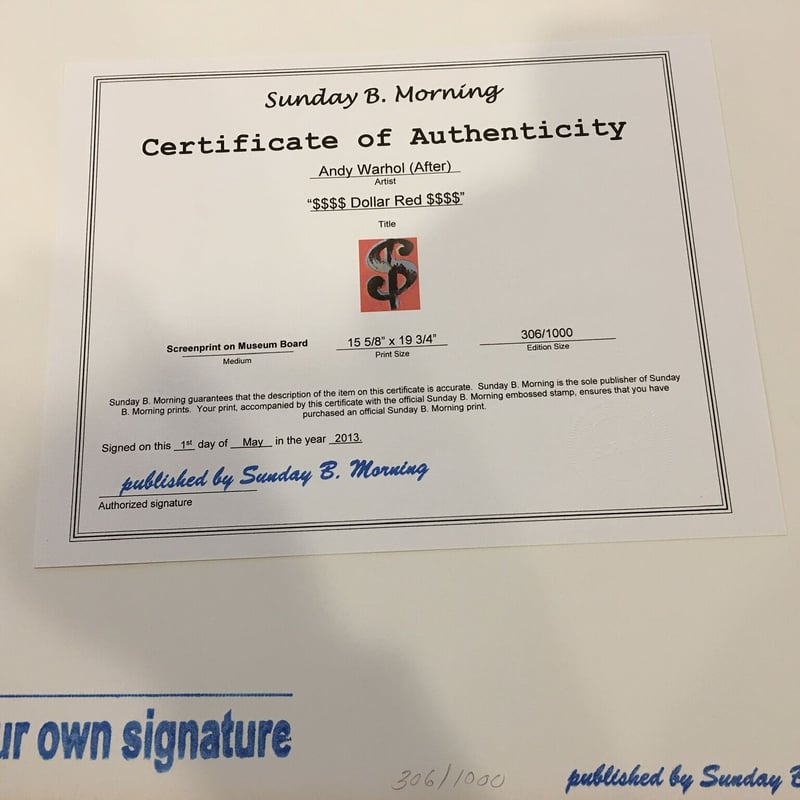 Sunday B. Morning
Certificate of Authenticity
Andy Warhol (After)
Artist
“$$$$ Dollar Red $$$$”
Title
$
Screenprint on Museum Board
Medium
15 5/8” x 19 3/4”
Print Size
306/1000
Edition Size
Sunday B. Morning guarantees that the description of the item on this certificate is accurate. Sunday B. Morning is the sole publisher of Sunday
B. Morning prints. Your print, accompanied by this certificate with the official Sunday B. Morning embossed stamp, ensures that you have
purchased an official Sunday B. Morning print.
Signed on this 1st day of May in the year 2013.
published by Sunday B. Morning
Authorized signature
ur own signature
306/1000
published by Sunday B